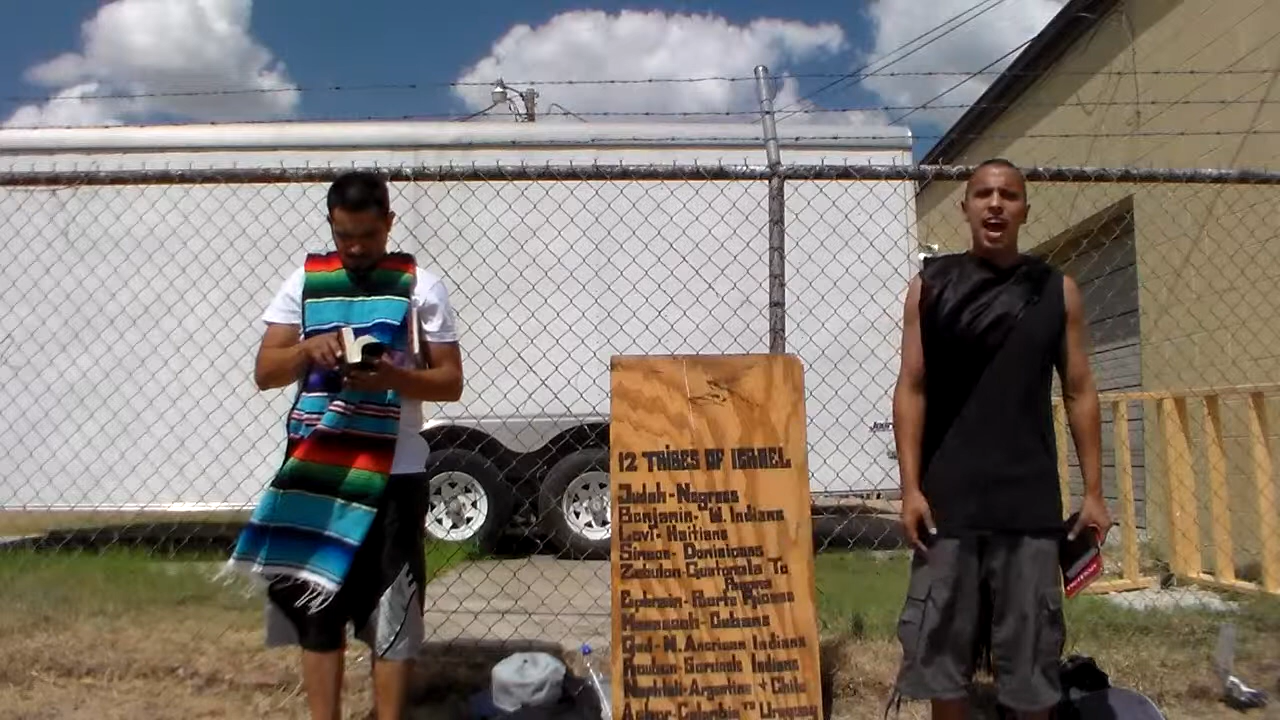 12 TRIBES OF ISRAEL
Judah-Negroes
Benjamin-W. Indians
Levi-Haitians
Simeon-Dominicans
Zebulon-Guatemala To
Panama
Ephraim-Puerto Ricans
Manasseh-Cubans
Gad-N. American Indians
Reuben-Seminole Indians
Naphtali-Argentina + Chile
Asher-Colombia To Uruguay